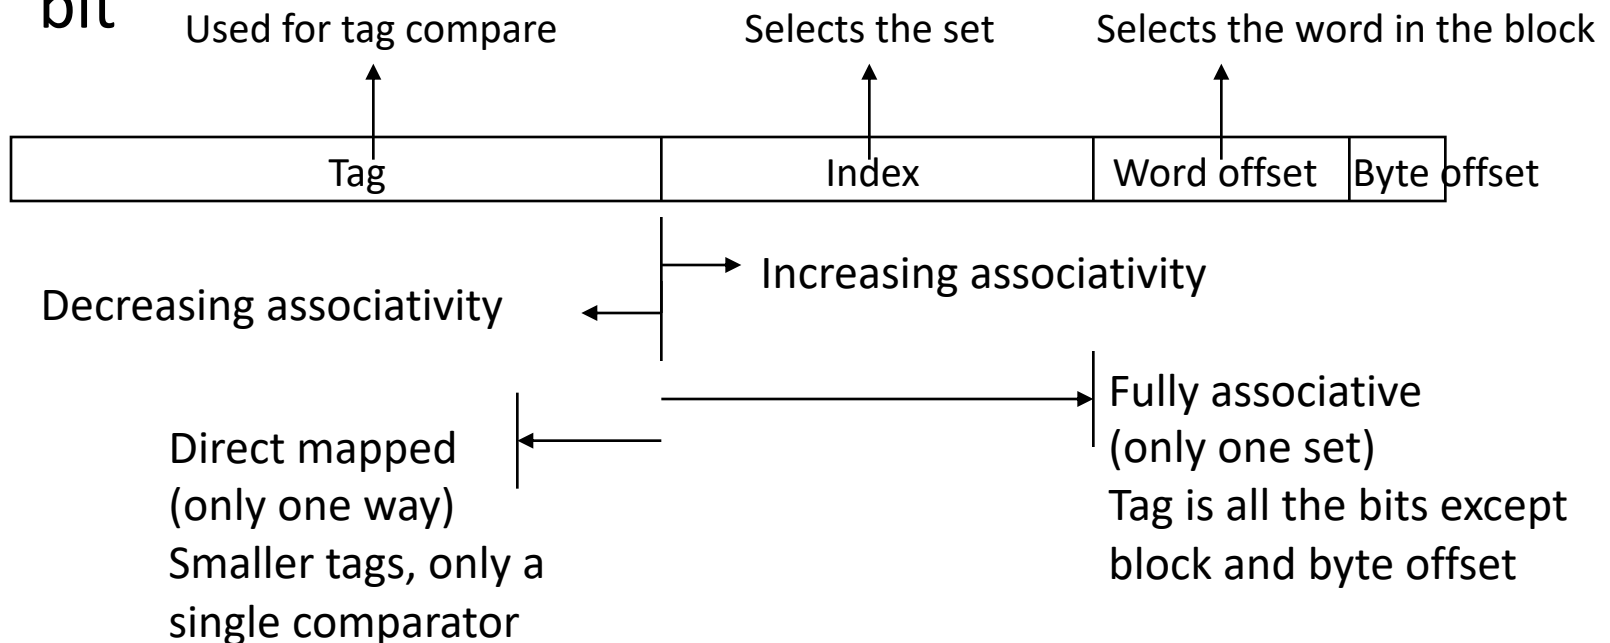 bit
Used for tag compare
Selects the set
Selects the word in the block
Tag
Index
Word offset
Byte offset
Increasing associativity
Decreasing associativity
Fully associative
(only one set)
Tag is all the bits except
block and byte offset
Direct mapped
(only one way)
Smaller tags, only a
single comparator